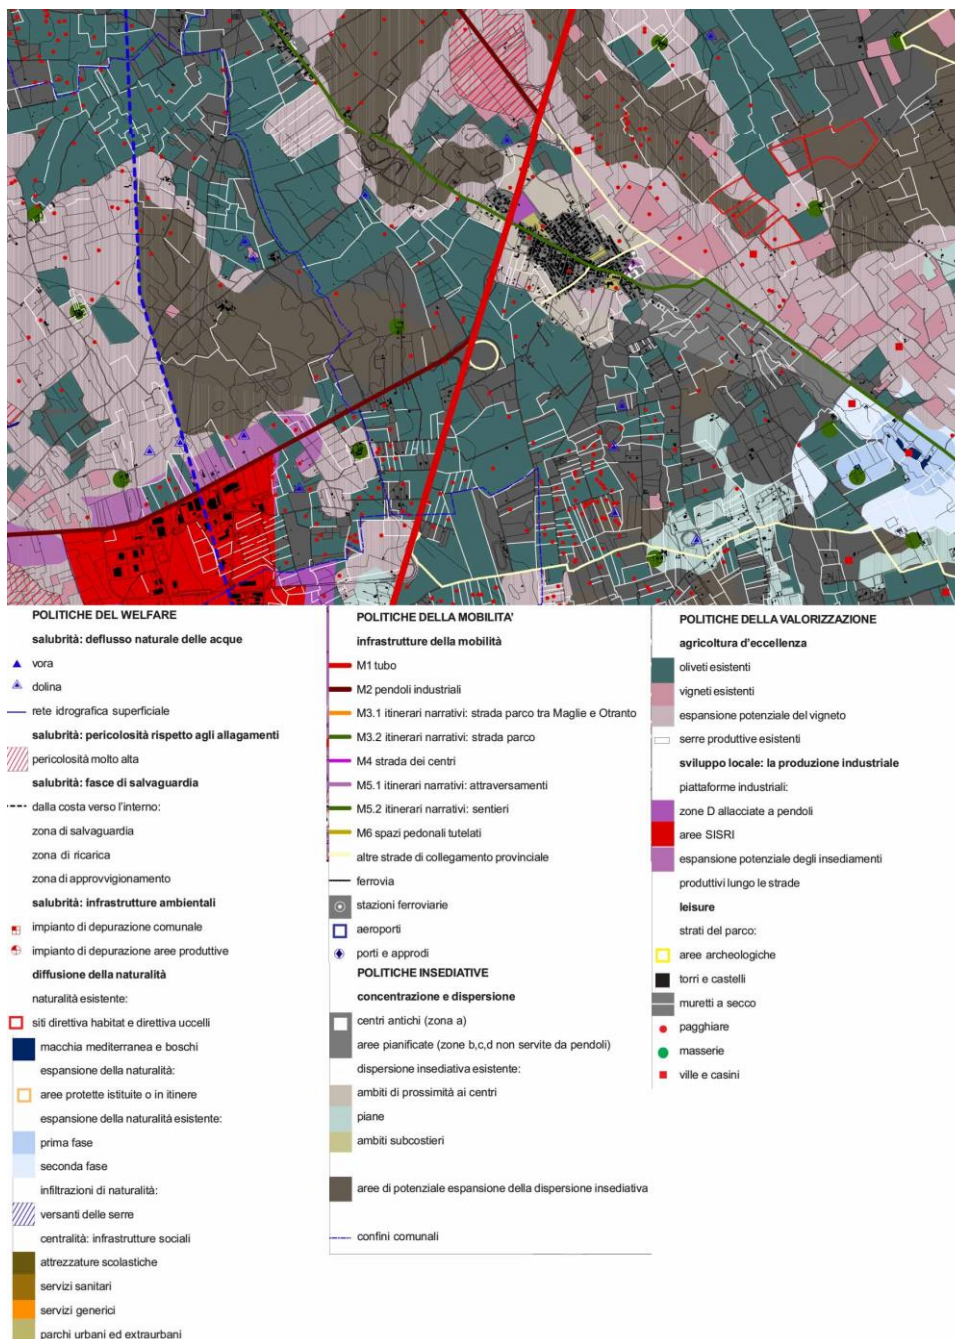 POLITICHE DEL WELFARE
salubrità: deflusso naturale delle acque
vora
dolina
rete idrografica superficiale
salubrità: pericolosità rispetto agli allagamenti
pericolosità molto alta
salubrità: fasce di salvaguardia
dalla costa verso l'interno:
zona di salvaguardia
zona di ricarica
zona di approvvigionamento
salubrità: infrastrutture ambientali
impianto di depurazione comunale
impianto di depurazione aree produttive
diffusione della naturalità
naturalità esistente:
siti direttiva habitat e direttiva uccelli
macchia mediterranea e boschi
espansione della naturalità:
aree protette istituite o in itinere
espansione della naturalità esistente:
prima fase
seconda fase
infiltrazioni di naturalità:
versanti delle serre
centralità: infrastrutture sociali
attrezzature scolastiche
servizi sanitari
servizi generici
parchi urbani ed extraurbani
POLITICHE DELLA MOBILITA'
infrastrutture della mobilità
M1 tubo
M2 pendoli industriali
M3.1 itinerari narrativi: strada parco tra Maglie e Otranto
M3.2 itinerari narrativi: strada parco
M4 strada dei centri
M5.1 itinerari narrativi: attraversamenti
M5.2 itinerari narrativi: sentieri
M6 spazi pedonali tutelati
altre strade di collegamento provinciale
ferrovia
stazioni ferroviarie
aeroporti
porti e approdi
POLITICHE INSEDIATIVE
concentrazione e dispersione
centri antichi (zona a)
aree pianificate (zone b,c,d non servite da pendoli)
dispersione insediativa esistente:
ambiti di prossimità ai centri
piane
ambiti subcostieri
aree di potenziale espansione della dispersione insediativa
confini comunali
POLITICHE DELLA VALORIZZAZIONE
agricoltura d'eccellenza
oliveti esistenti
vigneti esistenti
espansione potenziale del vigneto
serre produttive esistenti
sviluppo locale: la produzione industriale
piattaforme industriali:
zone D allacciate a pendoli
aree SISRI
espansione potenziale degli insediamenti
produttivi lungo le strade
leisure
strati del parco:
aree archeologiche
torri e castelli
muretti a secco
pagghiare
masserie
ville e casini